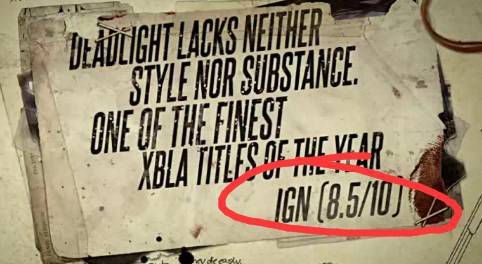 DEADLIGHT LACKS NEITHER
STYLE NOR SUBSTANCE.
ONE OF THE FINEST
XBLA TITLES OF THE YEAR
IGN (8.5/10)